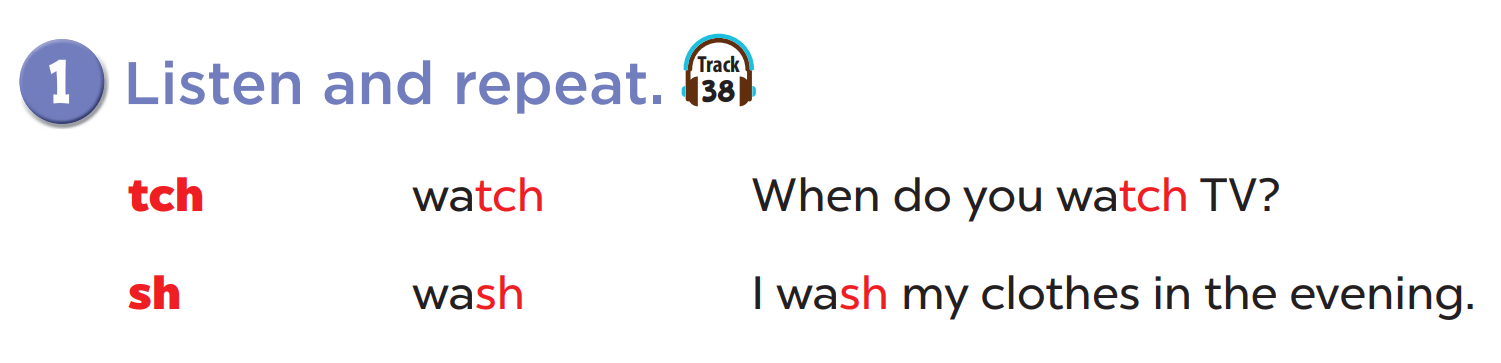 1 Listen and repeat. Track 38
tch watch When do you watch TV?
sh wash I wash my clothes in the evening.